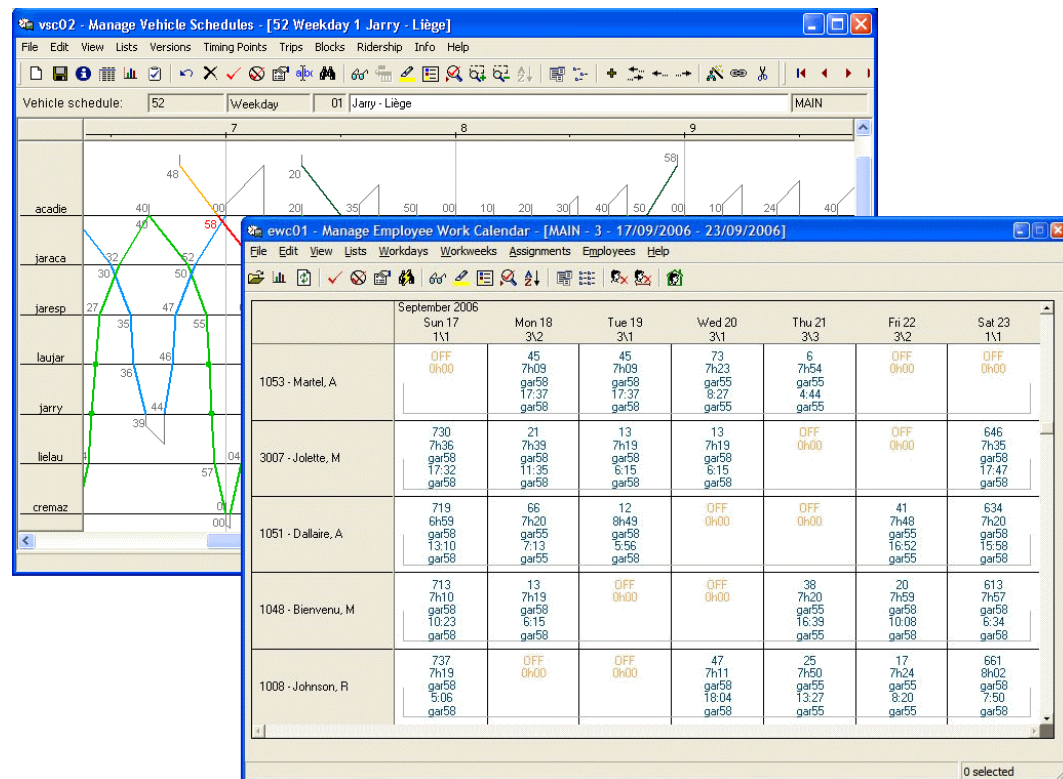 vsc02 - Manage Vehicle Schedules - [52 Weekday 1 Jarry - Liège]
File Edit View Lists Versions Timing Points Trips Blocks Ridership Info Help
Vehicle schedule: 52 Weekday 01 Jarry - Liège MAIN
7 8 9
48 20 58
acadie 40 00 20 35 50 00 10 20 30 40 50 00 10 24 40
40 58
jaraca 32 52
30 50
jaresp 27 47
35 55
laujar 46
36
jarry 44
39
lielau 04
57
cremaz
00
ewc01 - Manage Employee Work Calendar - [MAIN - 3 - 17/09/2006 - 23/09/2006]
File Edit View Lists Workdays Workweeks Assignments Employees Help
September 2006
Sun 17 Mon 18 Tue 19 Wed 20 Thu 21 Fri 22 Sat 23
1\1 3\2 3\1 3\1 3\3 3\2 1\1
OFF 45 45 73 6 OFF OFF
0h00 7h09 7h09 7h23 7h54 0h00 0h00
1053 - Martel, A gar58 gar58 gar55 gar55
17:37 17:37 8:27 4:44
gar58 gar58 gar55 gar55
730 21 13 13 OFF OFF 646
7h36 7h39 7h19 7h19 0h00 0h00 7h35
3007 - Jolette, M gar58 gar58 gar58 gar58 gar58
17:32 11:35 6:15 6:15 17:47
gar58 gar58 gar58 gar58 gar58
719 66 12 OFF OFF 41 634
6h59 7h20 8h49 0h00 0h00 7h48 7h20
1051 - Dallaire, A gar58 gar55 gar58 gar55 gar58
13:10 7:13 5:56 16:52 15:58
gar58 gar55 gar58 gar55 gar58
713 13 OFF OFF 38 20 613
7h10 7h19 0h00 0h00 7h20 7h59 7h57
1048 - Bienvenu, M gar58 gar58 gar55 gar58 gar58
10:23 6:15 16:39 10:08 6:34
gar58 gar58 gar55 gar58 gar58
737 OFF OFF 47 25 17 661
7h19 0h00 0h00 7h11 7h50 7h24 8h02
1008 - Johnson, R gar58 gar58 gar55 gar55 gar58
5:06 18:04 13:27 8:20 7:50
gar58 gar58 gar55 gar55 gar58
0 selected